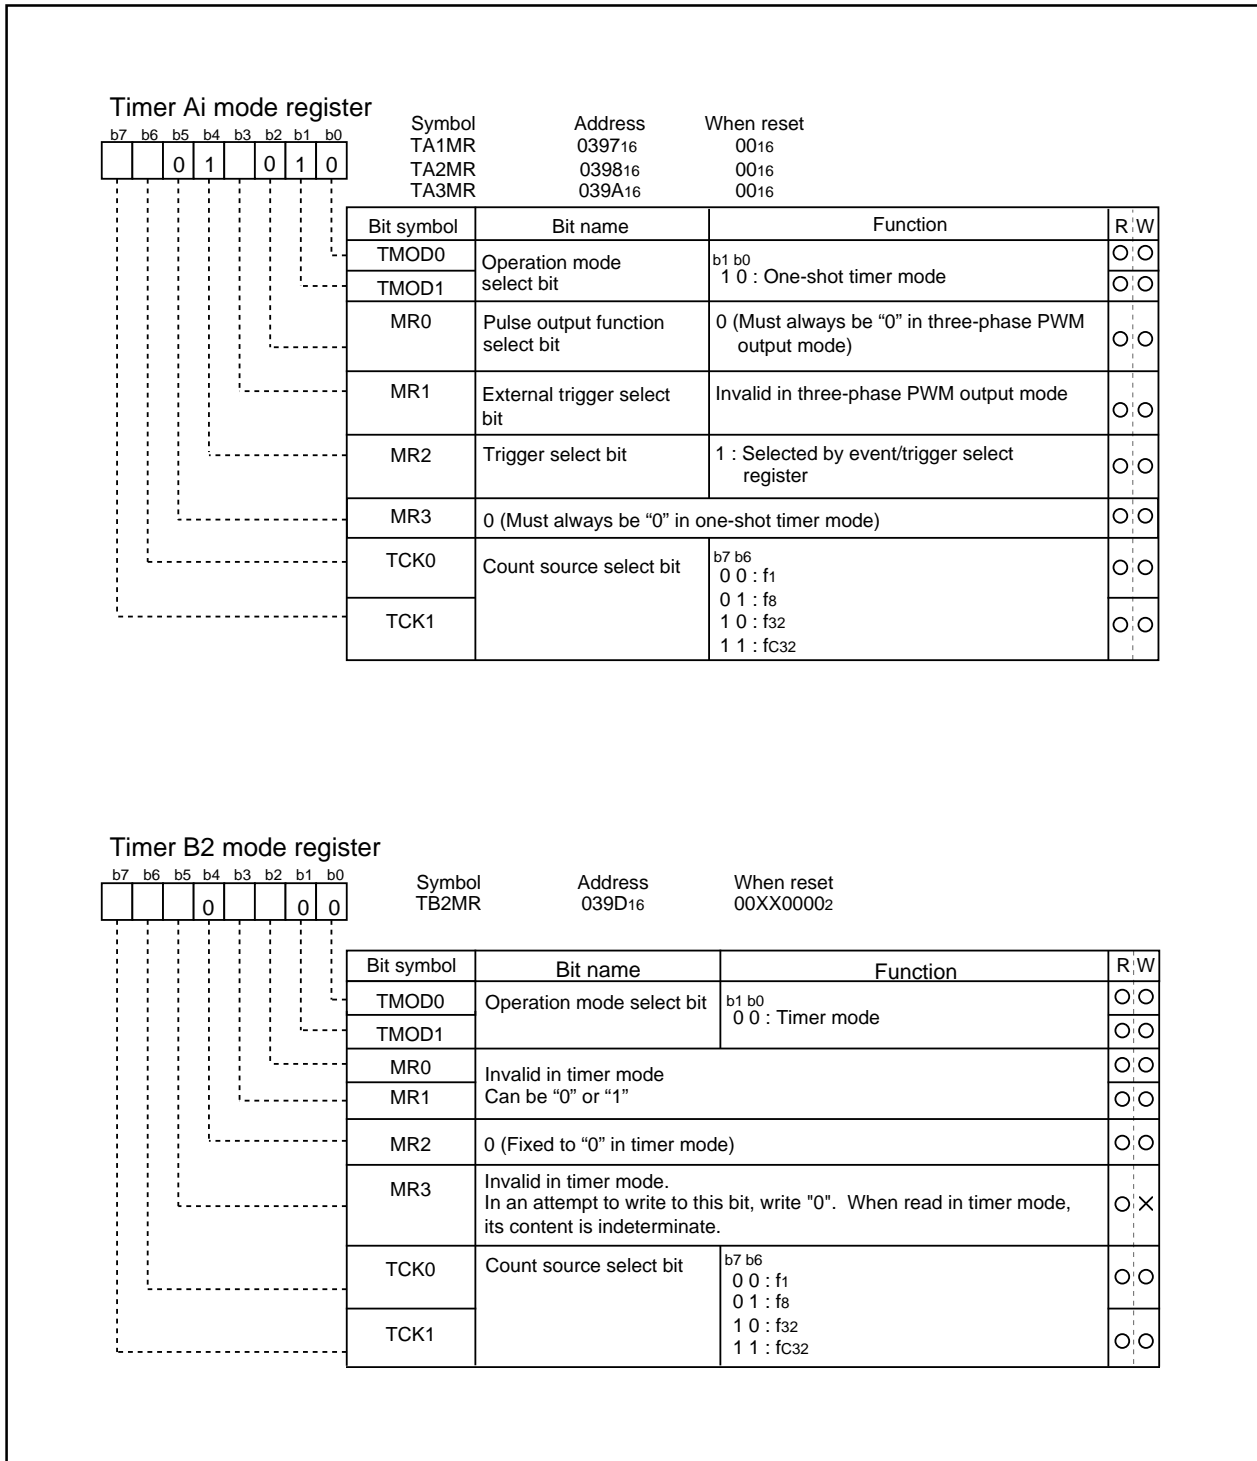 Timer Ai mode register
b7 b6 b5 b4 b3 b2 b1 b0
0 1 0 1 0
Symbol Address When reset
TA1MR 039716 0016
TA2MR 039816 0016
TA3MR 039A16 0016
Bit symbol Bit name Function R W
TMOD0 Operation mode select bit b1 b0
TMOD1 1 0 : One-shot timer mode
MR0 Pulse output function select bit 0 (Must always be “0” in three-phase PWM output mode)
MR1 External trigger select bit Invalid in three-phase PWM output mode
MR2 Trigger select bit 1 : Selected by event/trigger select register
MR3 0 (Must always be “0” in one-shot timer mode)
TCK0 Count source select bit b7 b6
0 0 : f1
0 1 : f8
TCK1 1 0 : f32
1 1 : fC32
Timer B2 mode register
b7 b6 b5 b4 b3 b2 b1 b0
0 0 0
Symbol Address When reset
TB2MR 039D16 00XX00002
Bit symbol Bit name Function R W
TMOD0 Operation mode select bit b1 b0
0 0 : Timer mode
TMOD1
MR0 Invalid in timer mode
MR1 Can be “0” or “1”
MR2 0 (Fixed to “0” in timer mode)
MR3 Invalid in timer mode.
In an attempt to write to this bit, write "0". When read in timer mode,
its content is indeterminate.
TCK0 Count source select bit b7 b6
0 0 : f1
0 1 : f8
TCK1 1 0 : f32
1 1 : fC32